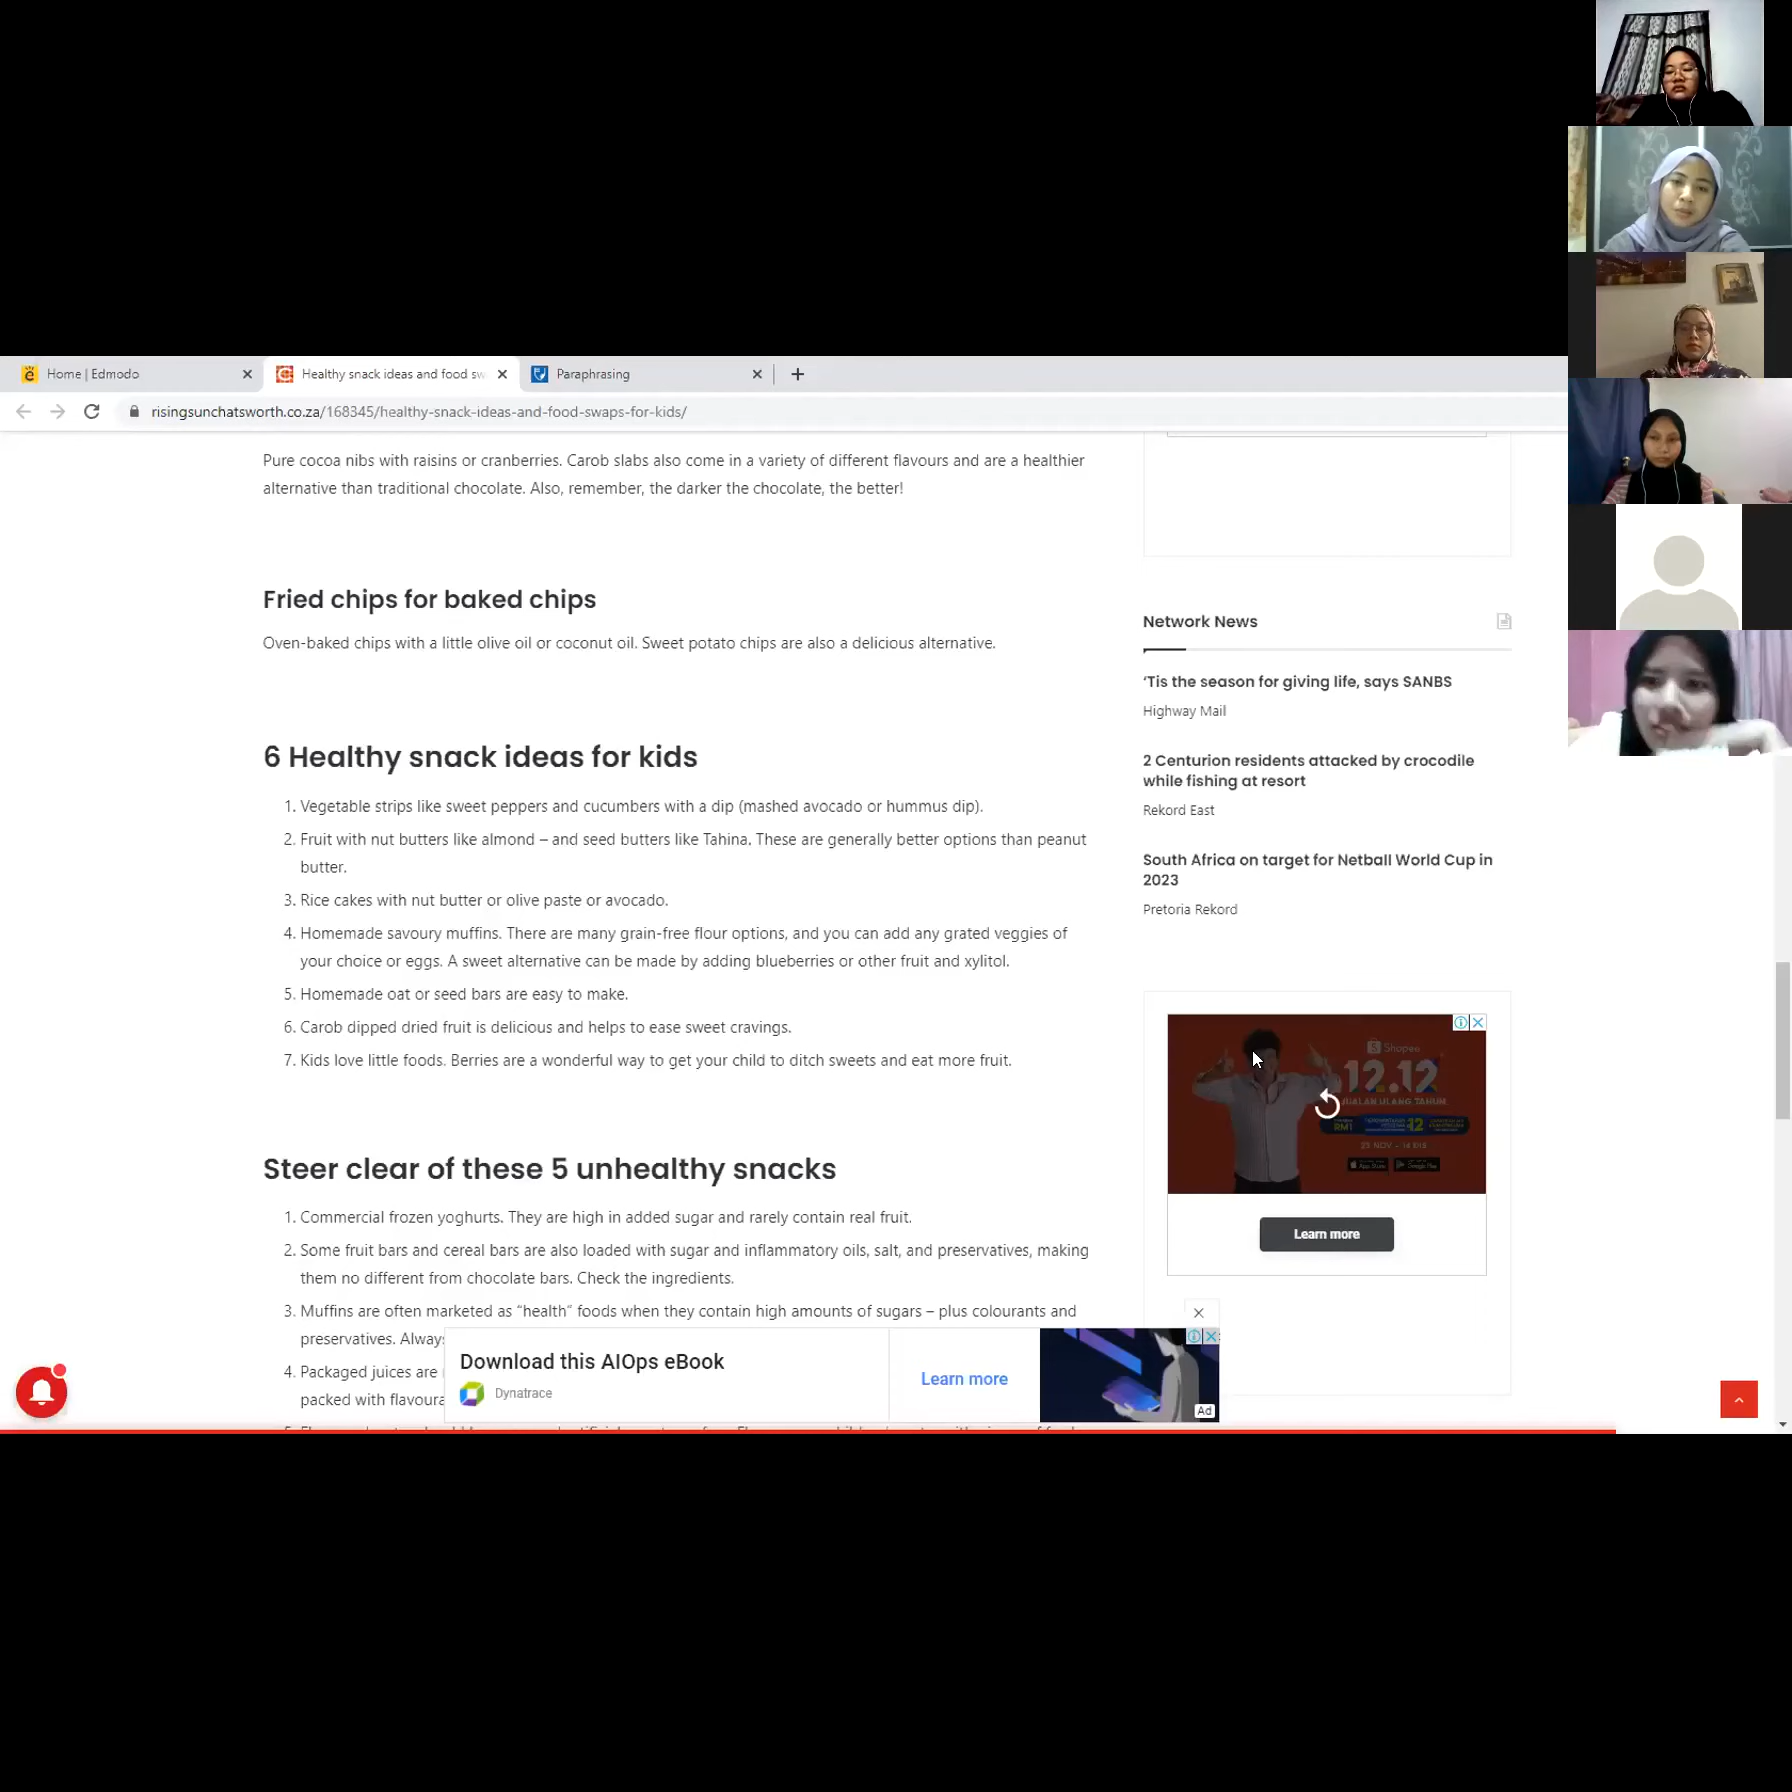 Home | Edmodo
Healthy snack ideas and food sw
Paraphrasing
risingsunchatsworth.co.za/168345/healthy-snack-ideas-and-food-swaps-for-kids/
Pure cocoa nibs with raisins or cranberries. Carob slabs also come in a variety of different flavours and are a healthier
alternative than traditional chocolate. Also, remember, the darker the chocolate, the better!
Fried chips for baked chips
Oven-baked chips with a little olive oil or coconut oil. Sweet potato chips are also a delicious alternative.
6 Healthy snack ideas for kids
1. Vegetable strips like sweet peppers and cucumbers with a dip (mashed avocado or hummus dip).
2. Fruit with nut butters like almond – and seed butters like Tahina. These are generally better options than peanut
butter.
3. Rice cakes with nut butter or olive paste or avocado.
4. Homemade savoury muffins. There are many grain-free flour options, and you can add any grated veggies of
your choice or eggs. A sweet alternative can be made by adding blueberries or other fruit and xylitol.
5. Homemade oat or seed bars are easy to make.
6. Carob dipped dried fruit is delicious and helps to ease sweet cravings.
7. Kids love little foods. Berries are a wonderful way to get your child to ditch sweets and eat more fruit.
Steer clear of these 5 unhealthy snacks
1. Commercial frozen yoghurts. They are high in added sugar and rarely contain real fruit.
2. Some fruit bars and cereal bars are also loaded with sugar and inflammatory oils, salt, and preservatives, making
them no different from chocolate bars. Check the ingredients.
3. Muffins are often marketed as “health” foods when they contain high amounts of sugars – plus colourants and
preservatives.
4. Packaged juices are
packed with
Network News
‘Tis the season for giving life, says SANBS
Highway Mail
2 Centurion residents attacked by crocodile
while fishing at resort
Rekord East
South Africa on target for Netball World Cup in
2023
Pretoria Rekord
Shopee
12.12
JUALAN ULANG TAHUN
RM1
12
23 NOV - 14 DIS
App Store
Google Play
Learn more
Download this AIOps eBook
Dynatrace
Learn more
Ad